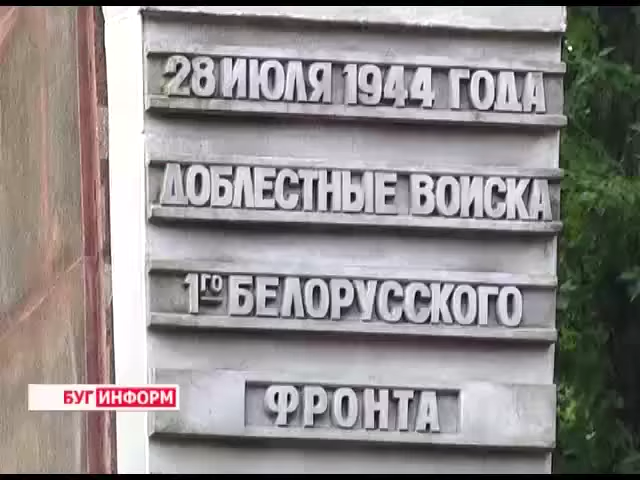 28 ИЮЛЯ 1944 ГОДА
ДОБЛЕСТНЫЕ ВОЙСКА
1ГО БЕЛОРУССКОГО
ФРОНТА
БУГ ИНФОРМ